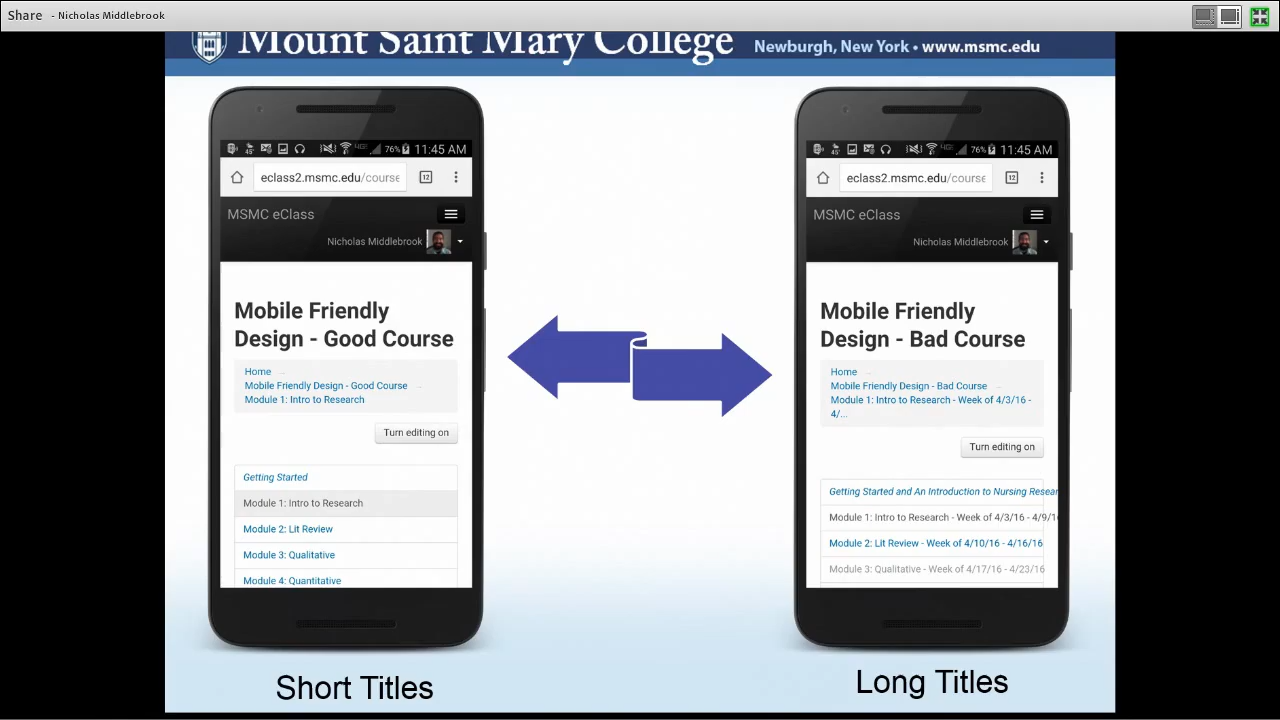 Share - Nicholas Middlebrook
Mount Saint Mary College Newburgh, New York • www.msmc.edu
45° 4G 76% 11:45 AM
eclass2.msmc.edu/course
12
MSMC eClass
Nicholas Middlebrook
Mobile Friendly
Design - Good Course
Home
Mobile Friendly Design - Good Course
Module 1: Intro to Research
Turn editing on
Getting Started
Module 1: Intro to Research
Module 2: Lit Review
Module 3: Qualitative
Module 4: Quantitative
Short Titles
45° 4G 76% 11:45 AM
eclass2.msmc.edu/course
12
MSMC eClass
Nicholas Middlebrook
Mobile Friendly
Design - Bad Course
Home
Mobile Friendly Design - Bad Course
Module 1: Intro to Research - Week of 4/3/16 -
4/...
Turn editing on
Getting Started and An Introduction to Nursing Resear
Module 1: Intro to Research - Week of 4/3/16 - 4/9/1
Module 2: Lit Review - Week of 4/10/16 - 4/16/16
Module 3: Qualitative - Week of 4/17/16 - 4/23/16
Long Titles